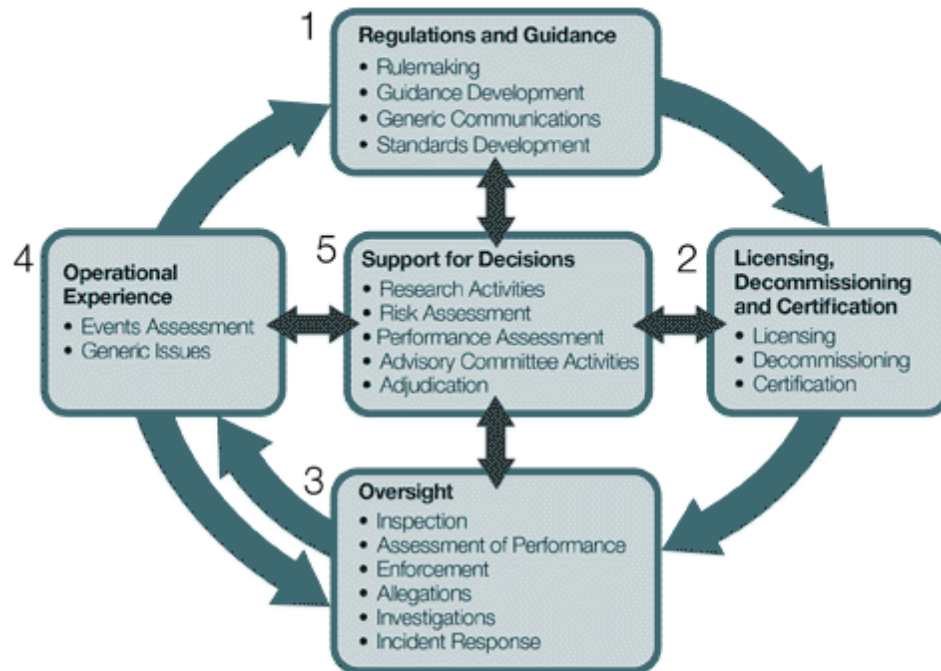 1
Regulations and Guidance
• Rulemaking
• Guidance Development
• Generic Communications
• Standards Development
2
Licensing,
Decommissioning
and Certification
• Licensing
• Decommissioning
• Certification
3
Oversight
• Inspection
• Assessment of Performance
• Enforcement
• Allegations
• Investigations
• Incident Response
4
Operational
Experience
• Events Assessment
• Generic Issues
5
Support for Decisions
• Research Activities
• Risk Assessment
• Performance Assessment
• Advisory Committee Activities
• Adjudication